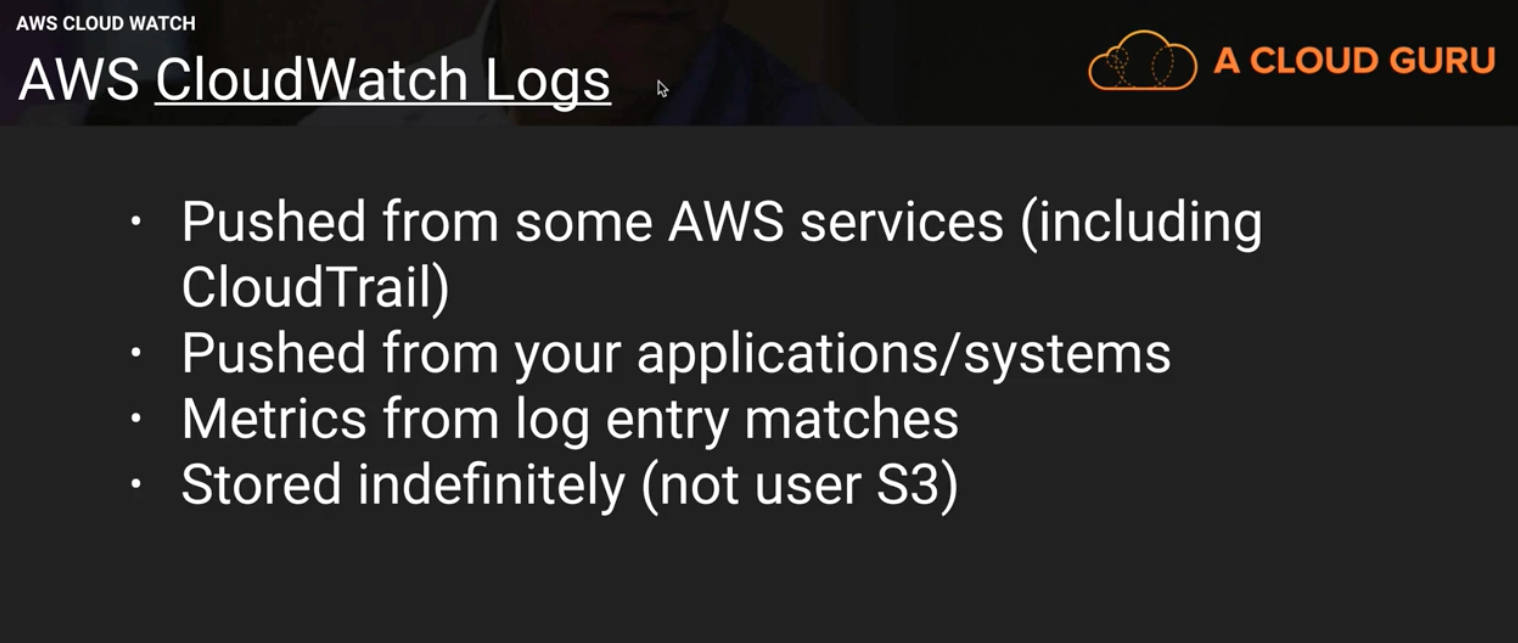 AWS CLOUD WATCH
AWS CloudWatch Logs
A CLOUD GURU
• Pushed from some AWS services (including
CloudTrail)
• Pushed from your applications/systems
• Metrics from log entry matches
• Stored indefinitely (not user S3)